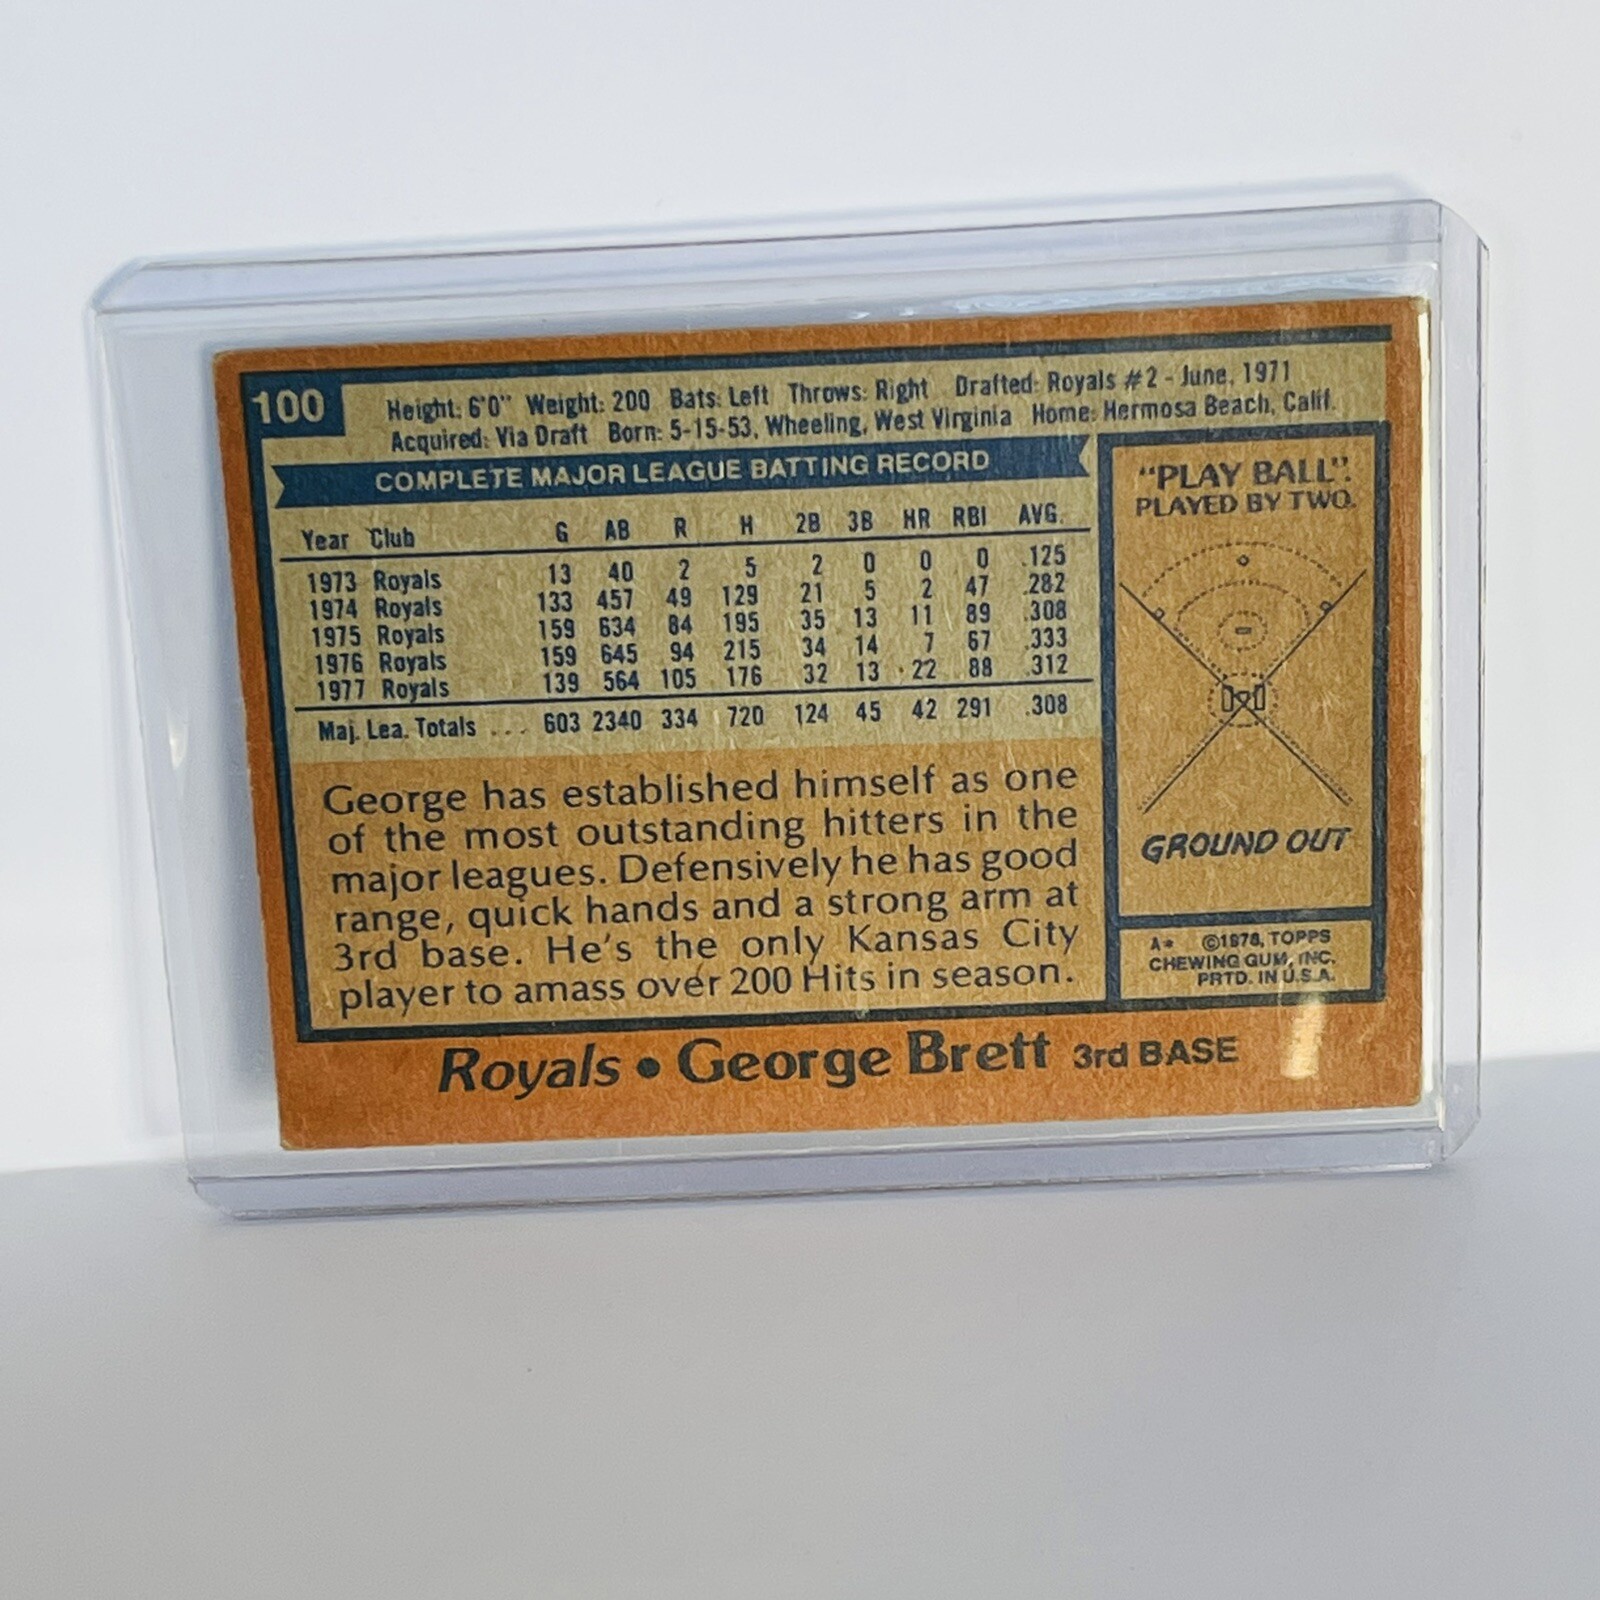 100
Height: 6'0" Weight: 200 Bats: Left Throws: Right Drafted: Royals #2 - June, 1971
Acquired: Via Draft Born: 5-15-53, Wheeling, West Virginia Home: Hermosa Beach, Calif.
COMPLETE MAJOR LEAGUE BATTING RECORD
Year Club G AB R H 2B 3B HR RBI AVG.
1973 Royals 13 40 2 5 2 0 0 0 .125
1974 Royals 133 457 49 129 21 5 2 47 .282
1975 Royals 159 634 84 195 35 13 11 89 .308
1976 Royals 159 645 94 215 34 14 7 67 .333
1977 Royals 139 564 105 176 32 13 22 88 .312
Maj. Lea. Totals ... 603 2340 334 720 124 45 42 291 .308
George has established himself as one
of the most outstanding hitters in the
major leagues. Defensively he has good
range, quick hands and a strong arm at
3rd base. He's the only Kansas City
player to amass over 200 Hits in season.
"PLAY BALL".
PLAYED BY TWO.
GROUND OUT
A* ©1978, TOPPS
CHEWING GUM, INC.
PRTD. IN U.S.A.
Royals • George Brett 3rd BASE